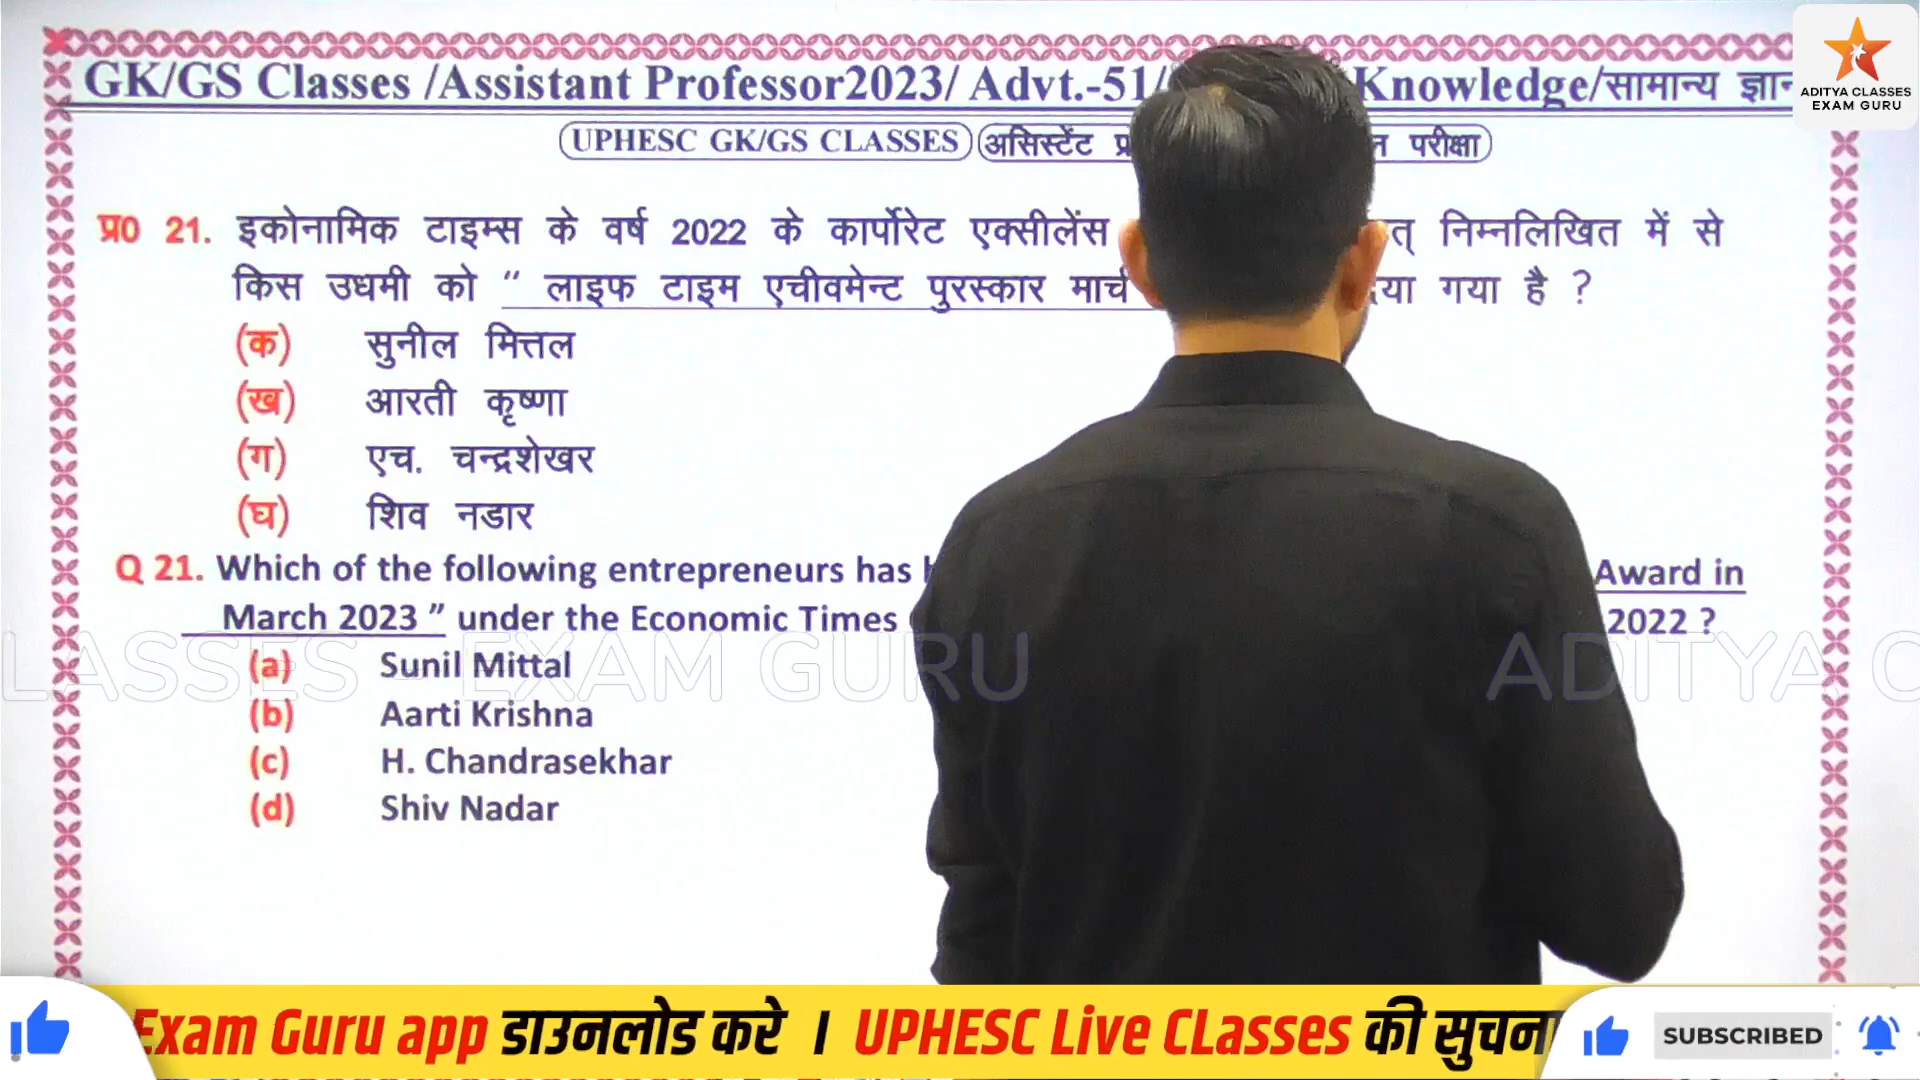 GK/GS Classes /Assistant Professor2023/ Advt.-51/ Knowledge/सामान्य
ADITYA CLASSES
EXAM GURU
UPHESC GK/GS CLASSES असिस्टेंट परीक्षा
प्र0 21. इकोनामिक टाइम्स के वर्ष 2022 के कार्पोरेट एक्सीलेंस निम्नलिखित में से
किस उधमी को “ लाइफ टाइम एचीवमेन्ट पुरस्कार मार्च गया है ?
(क) सुनील मित्तल
(ख) आरती कृष्णा
(ग) एच. चन्द्रशेखर
(घ) शिव नडार
Q 21. Which of the following entrepreneurs has Award in
March 2023 ” under the Economic Times 2022 ?
LASSES - EXAM GURU ADITYA C
(a) Sunil Mittal
(b) Aarti Krishna
(c) H. Chandrasekhar
(d) Shiv Nadar
Exam Guru app डाउनलोड करे । UPHESC Live CLasses की
SUBSCRIBED